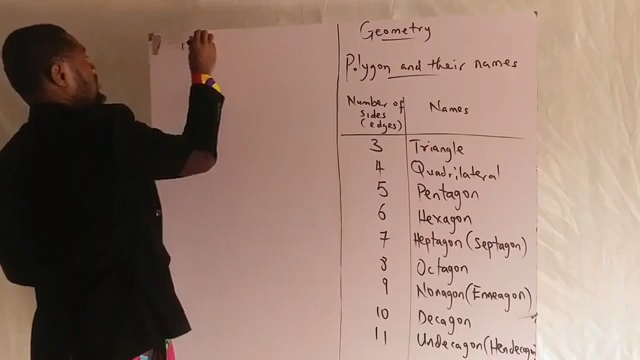 Geometry
Polygon and their names
Number of sides (edges) Names
3 Triangle
4 Quadrilateral
5 Pentagon
6 Hexagon
7 Heptagon (Septagon)
8 Octagon
9 Nonagon (Enneagon)
10 Decagon
11 Undecagon (Hendecagon